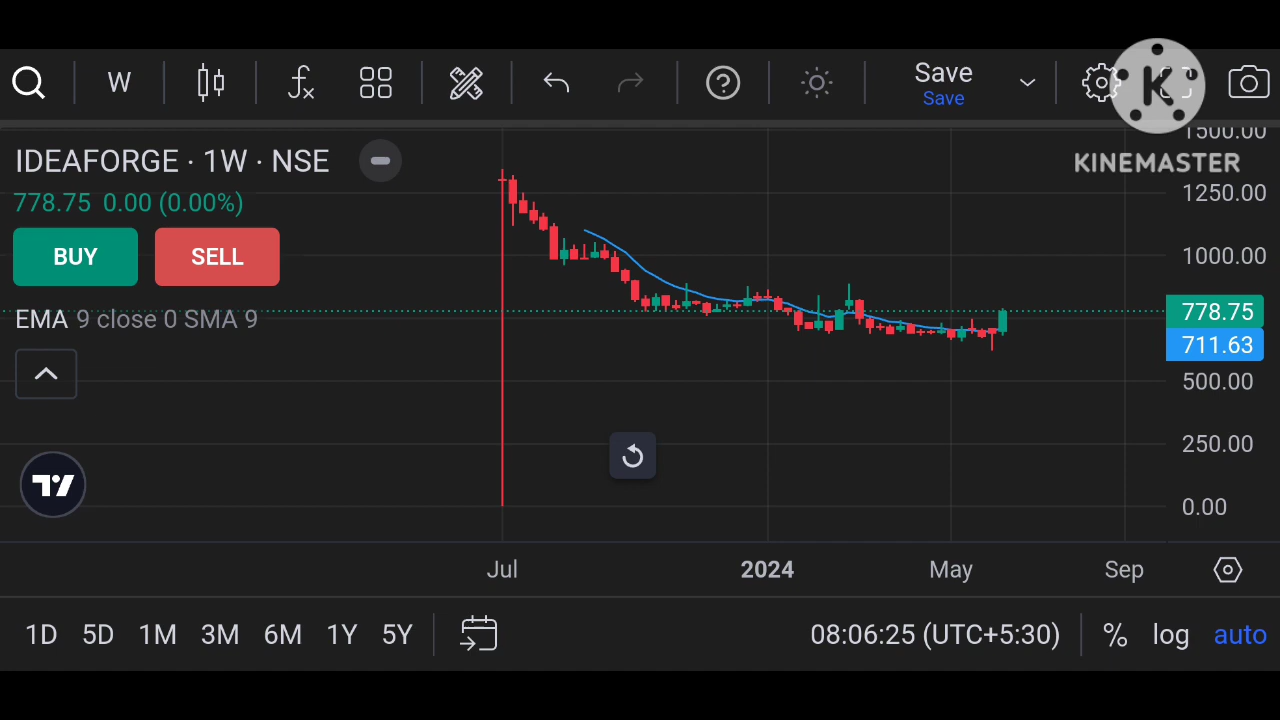 W
Save
Save
KINEMASTER
IDEAFORGE · 1W · NSE
778.75 0.00 (0.00%)
BUY SELL
EMA 9 close 0 SMA 9
1500.00
1250.00
1000.00
778.75
711.63
500.00
250.00
0.00
Jul 2024 May Sep
1D 5D 1M 3M 6M 1Y 5Y 08:06:25 (UTC+5:30) % log auto